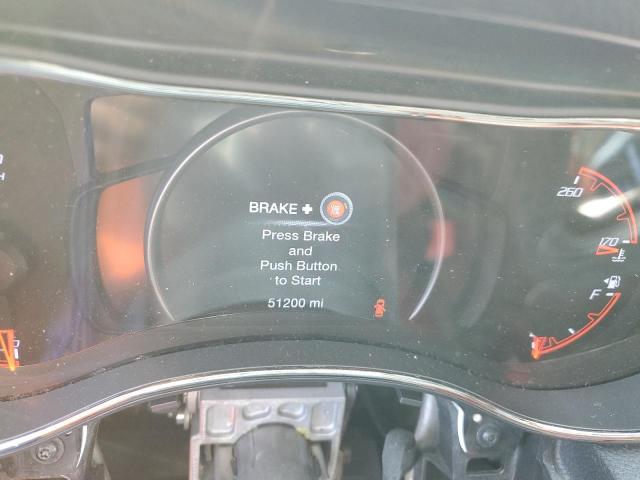 BRAKE +
Press Brake
and
Push Button
to Start
51200 mi
260
170
F